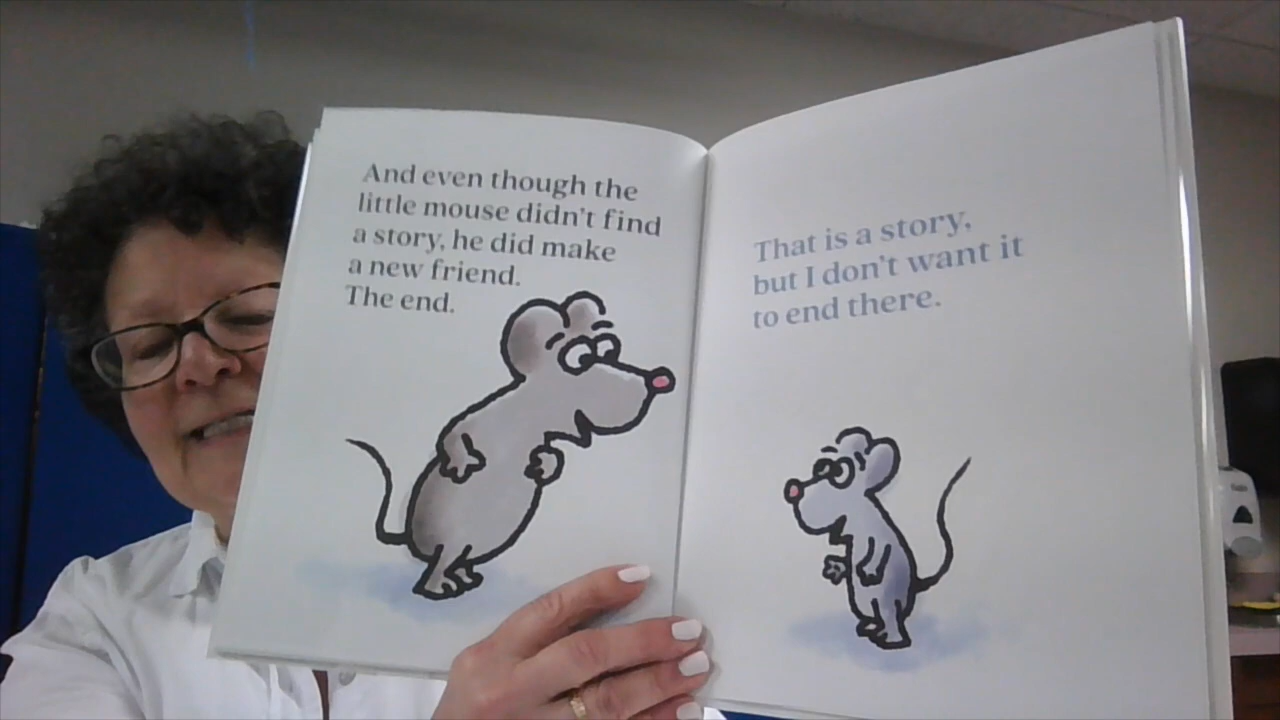 And even though the
little mouse didn't find
a story, he did make
a new friend.
The end.
That is a story,
but I don't want it
to end there.